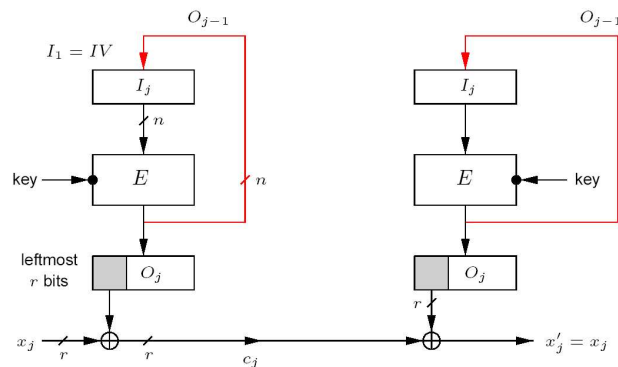 O_{j-1}
I_1 = IV
I_j
n
key
E
n
leftmost
r bits
O_j
x_j
r
r
c_j
O_{j-1}
I_j
E
key
O_j
r
x'_j = x_j